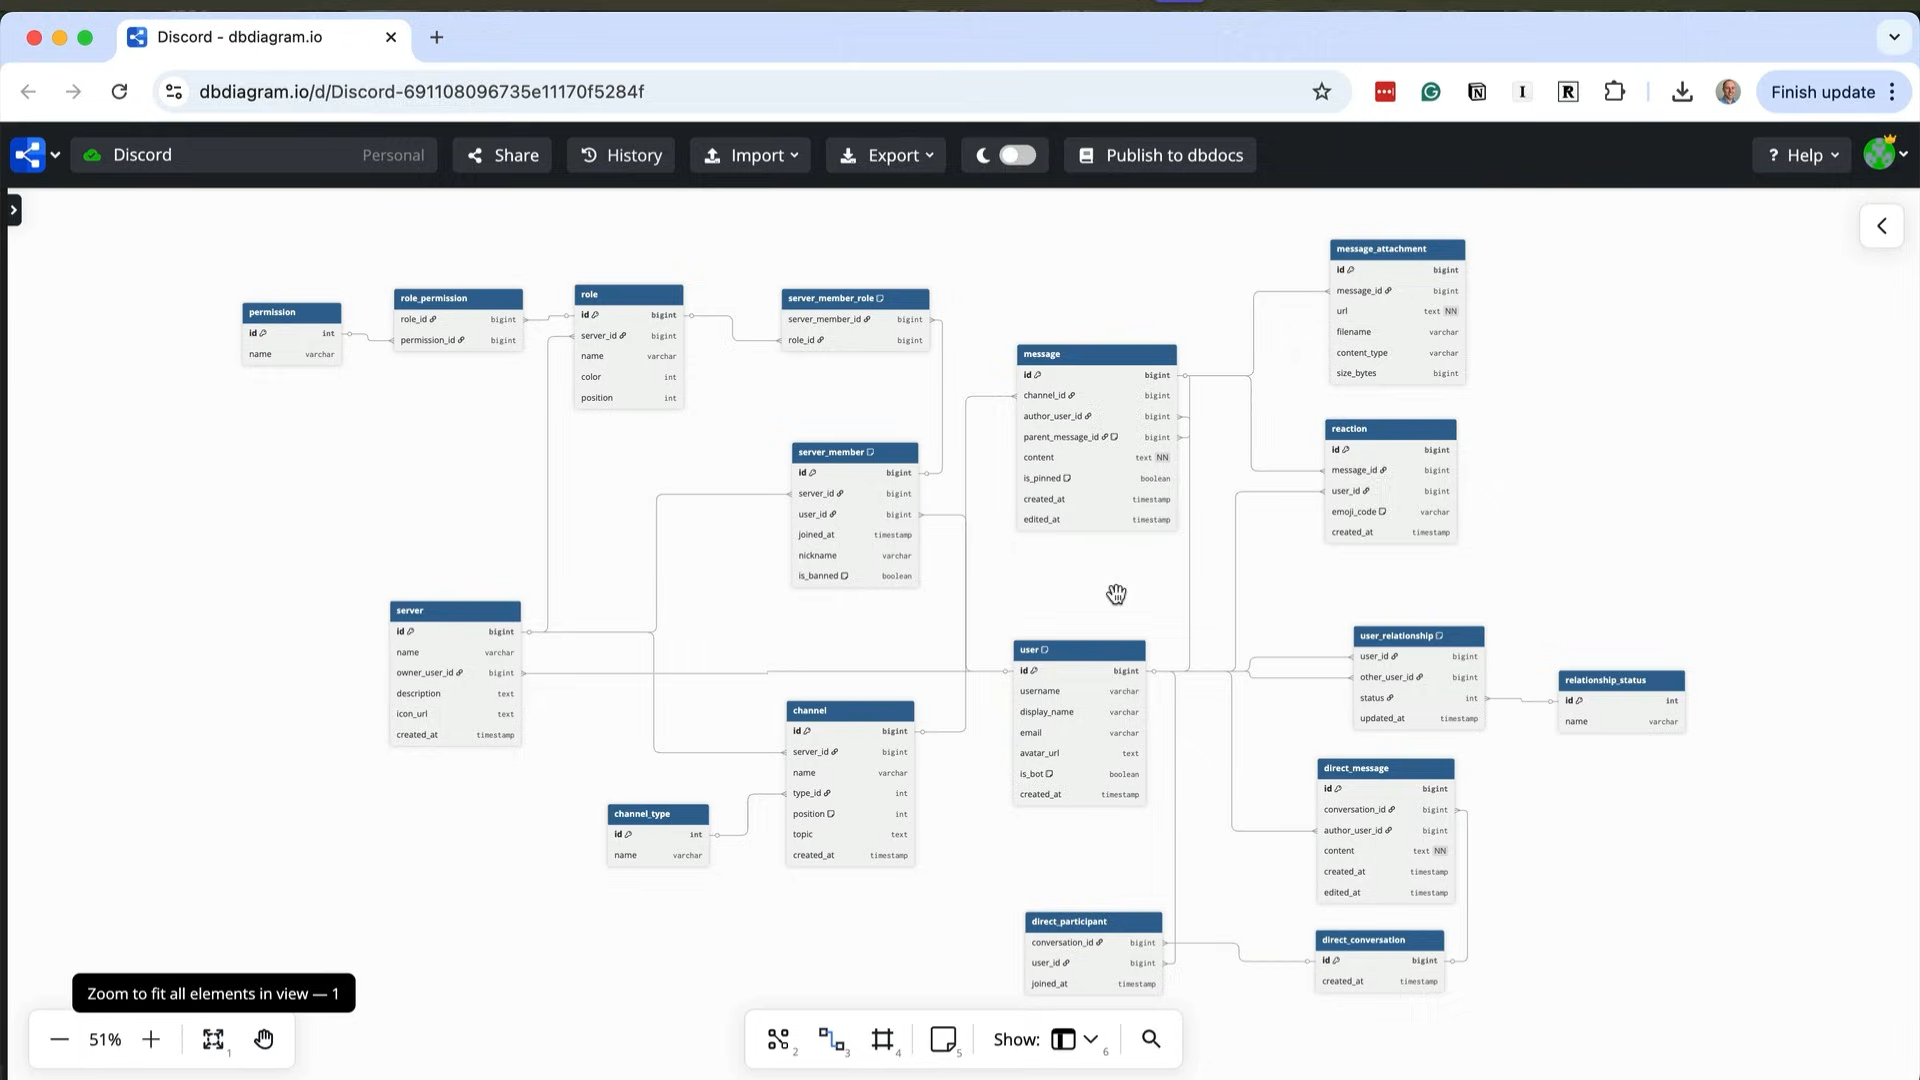 Discord - dbdiagram.io
dbdiagram.io/d/Discord-691108096735e11170f5284f
Finish update
Discord Personal
Share
History
Import
Export
Publish to dbdocs
? Help
permission
id int
name varchar
role_permission
role_id bigint
permission_id bigint
role
id bigint
server_id bigint
name varchar
color int
position int
server_member_role
server_member_id bigint
role_id bigint
server_member
id bigint
server_id bigint
user_id bigint
joined_at timestamp
nickname varchar
is_banned boolean
message
id bigint
channel_id bigint
author_user_id bigint
parent_message_id bigint
content text NN
is_pinned boolean
created_at timestamp
edited_at timestamp
message_attachment
id bigint
message_id bigint
url text NN
filename varchar
content_type varchar
size_bytes bigint
reaction
id bigint
message_id bigint
user_id bigint
emoji_code varchar
created_at timestamp
server
id bigint
name varchar
owner_user_id bigint
description text
icon_url text
created_at timestamp
channel
id bigint
server_id bigint
name varchar
type_id int
position int
topic text
created_at timestamp
channel_type
id int
name varchar
user
id bigint
username varchar
display_name varchar
email varchar
avatar_url text
is_bot boolean
created_at timestamp
user_relationship
user_id bigint
other_user_id bigint
status int
updated_at timestamp
relationship_status
id int
name varchar
direct_message
id bigint
conversation_id bigint
author_user_id bigint
content text NN
created_at timestamp
edited_at timestamp
direct_participant
conversation_id bigint
user_id bigint
joined_at timestamp
direct_conversation
id bigint
created_at timestamp
Zoom to fit all elements in view — 1
51%
1
2
3
4
5
Show:
6